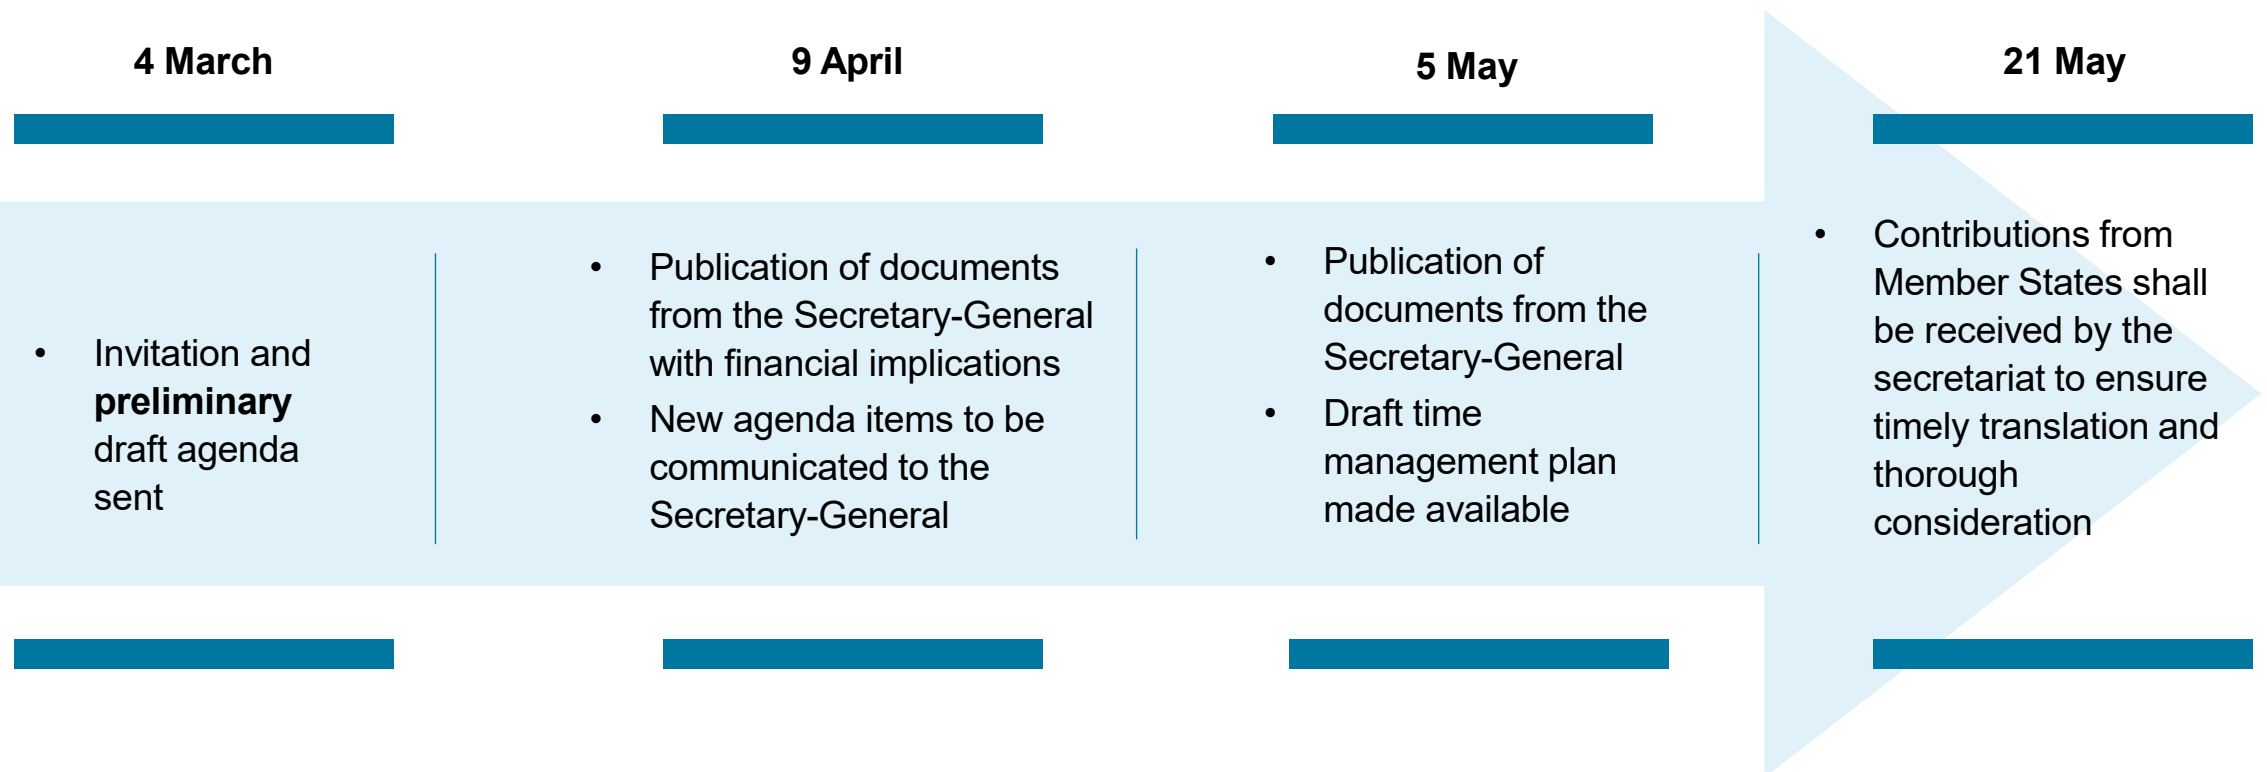 4 March
• Invitation and
preliminary
draft agenda
sent
9 April
• Publication of documents
from the Secretary-General
with financial implications
• New agenda items to be
communicated to the
Secretary-General
5 May
• Publication of
documents from the
Secretary-General
• Draft time
management plan
made available
21 May
• Contributions from
Member States shall
be received by the
secretariat to ensure
timely translation and
thorough
consideration